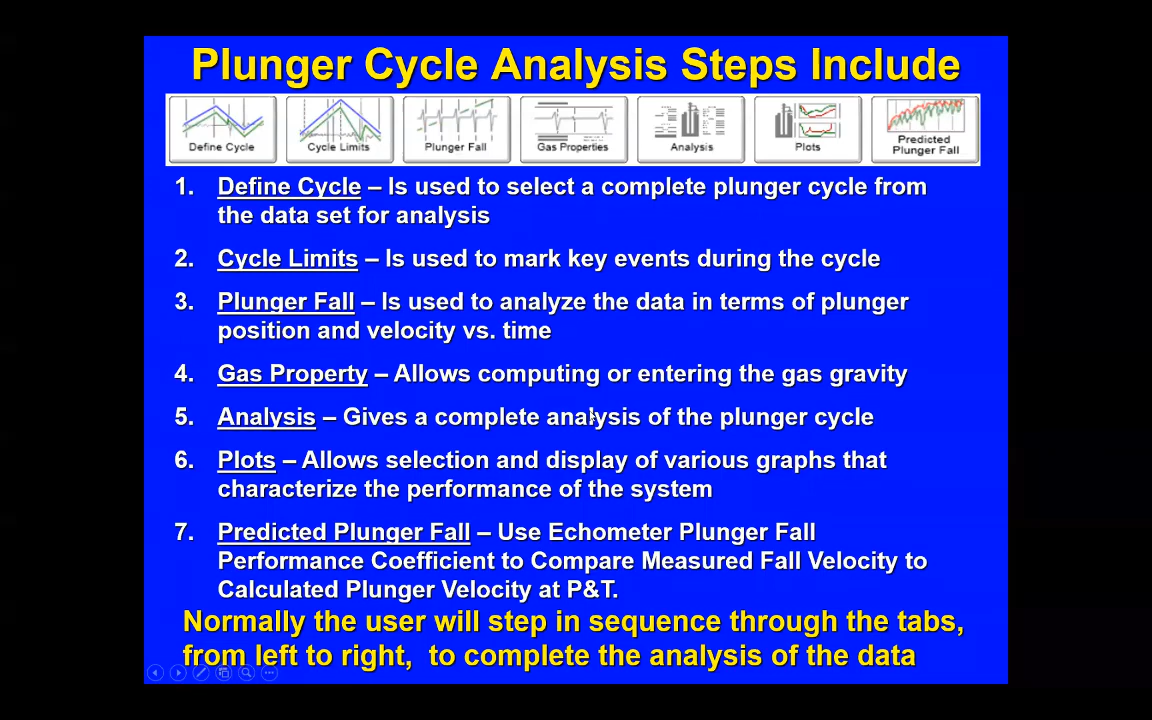 Plunger Cycle Analysis Steps Include
Define Cycle
Cycle Limits
Plunger Fall
Gas Properties
Analysis
Plots
Predicted
Plunger Fall
1. Define Cycle – Is used to select a complete plunger cycle from
the data set for analysis
2. Cycle Limits – Is used to mark key events during the cycle
3. Plunger Fall – Is used to analyze the data in terms of plunger
position and velocity vs. time
4. Gas Property – Allows computing or entering the gas gravity
5. Analysis – Gives a complete analysis of the plunger cycle
6. Plots – Allows selection and display of various graphs that
characterize the performance of the system
7. Predicted Plunger Fall – Use Echometer Plunger Fall
Performance Coefficient to Compare Measured Fall Velocity to
Calculated Plunger Velocity at P&T.
Normally the user will step in sequence through the tabs,
from left to right, to complete the analysis of the data